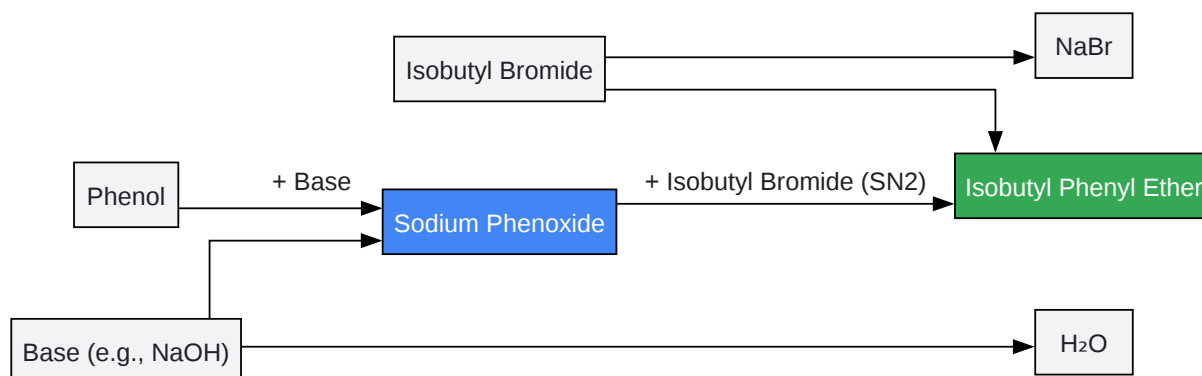 NaBr
Isobutyl Bromide
Phenol
+ Base
+ Isobutyl Bromide (SN2)
Isobutyl Phenyl Ether
Sodium Phenoxide
Base (e.g., NaOH)
H₂O